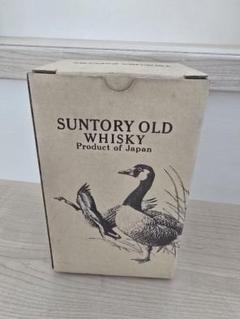 SUNTORY OLD
WHISKY
Product of Japan